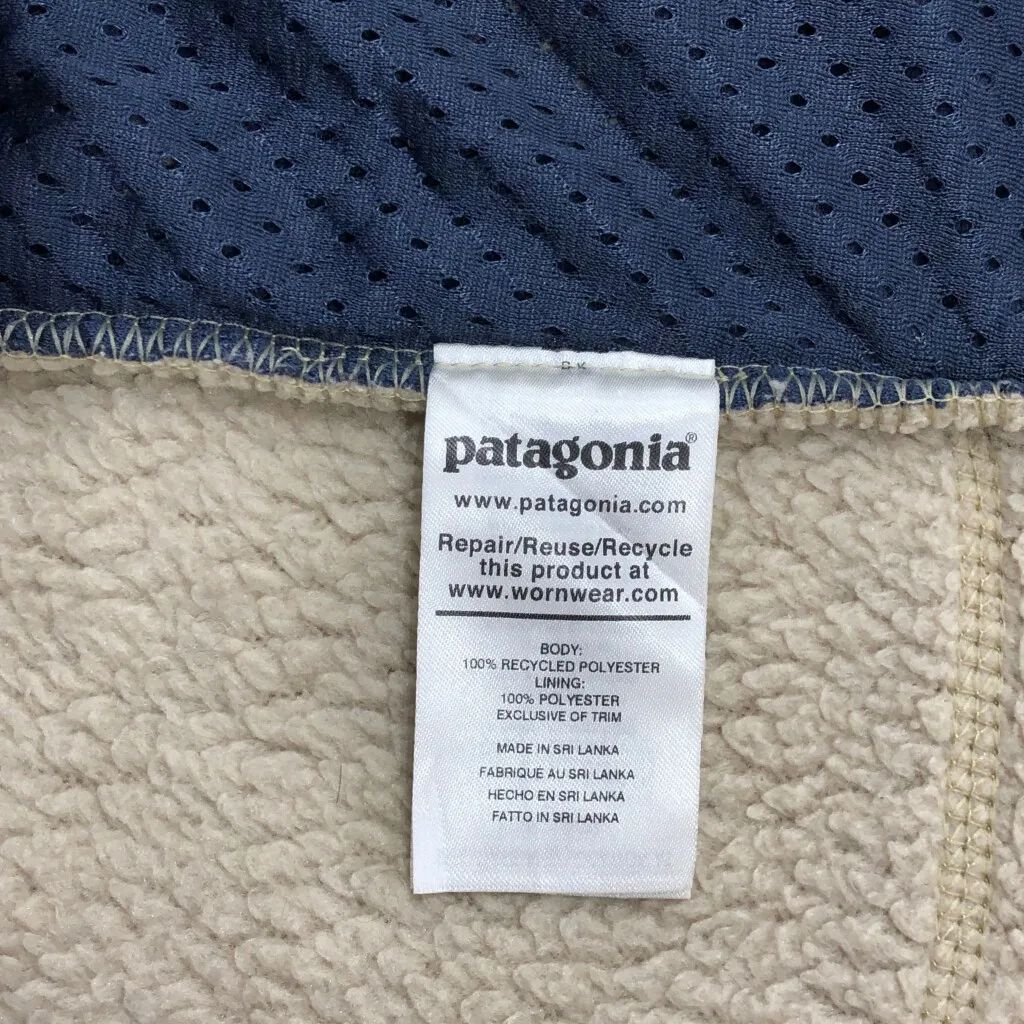 patagonia®
www.patagonia.com
Repair/Reuse/Recycle
this product at
www.wornwear.com
BODY:
100% RECYCLED POLYESTER
LINING:
100% POLYESTER
EXCLUSIVE OF TRIM
MADE IN SRI LANKA
FABRIQUE AU SRI LANKA
HECHO EN SRI LANKA
FATTO IN SRI LANKA